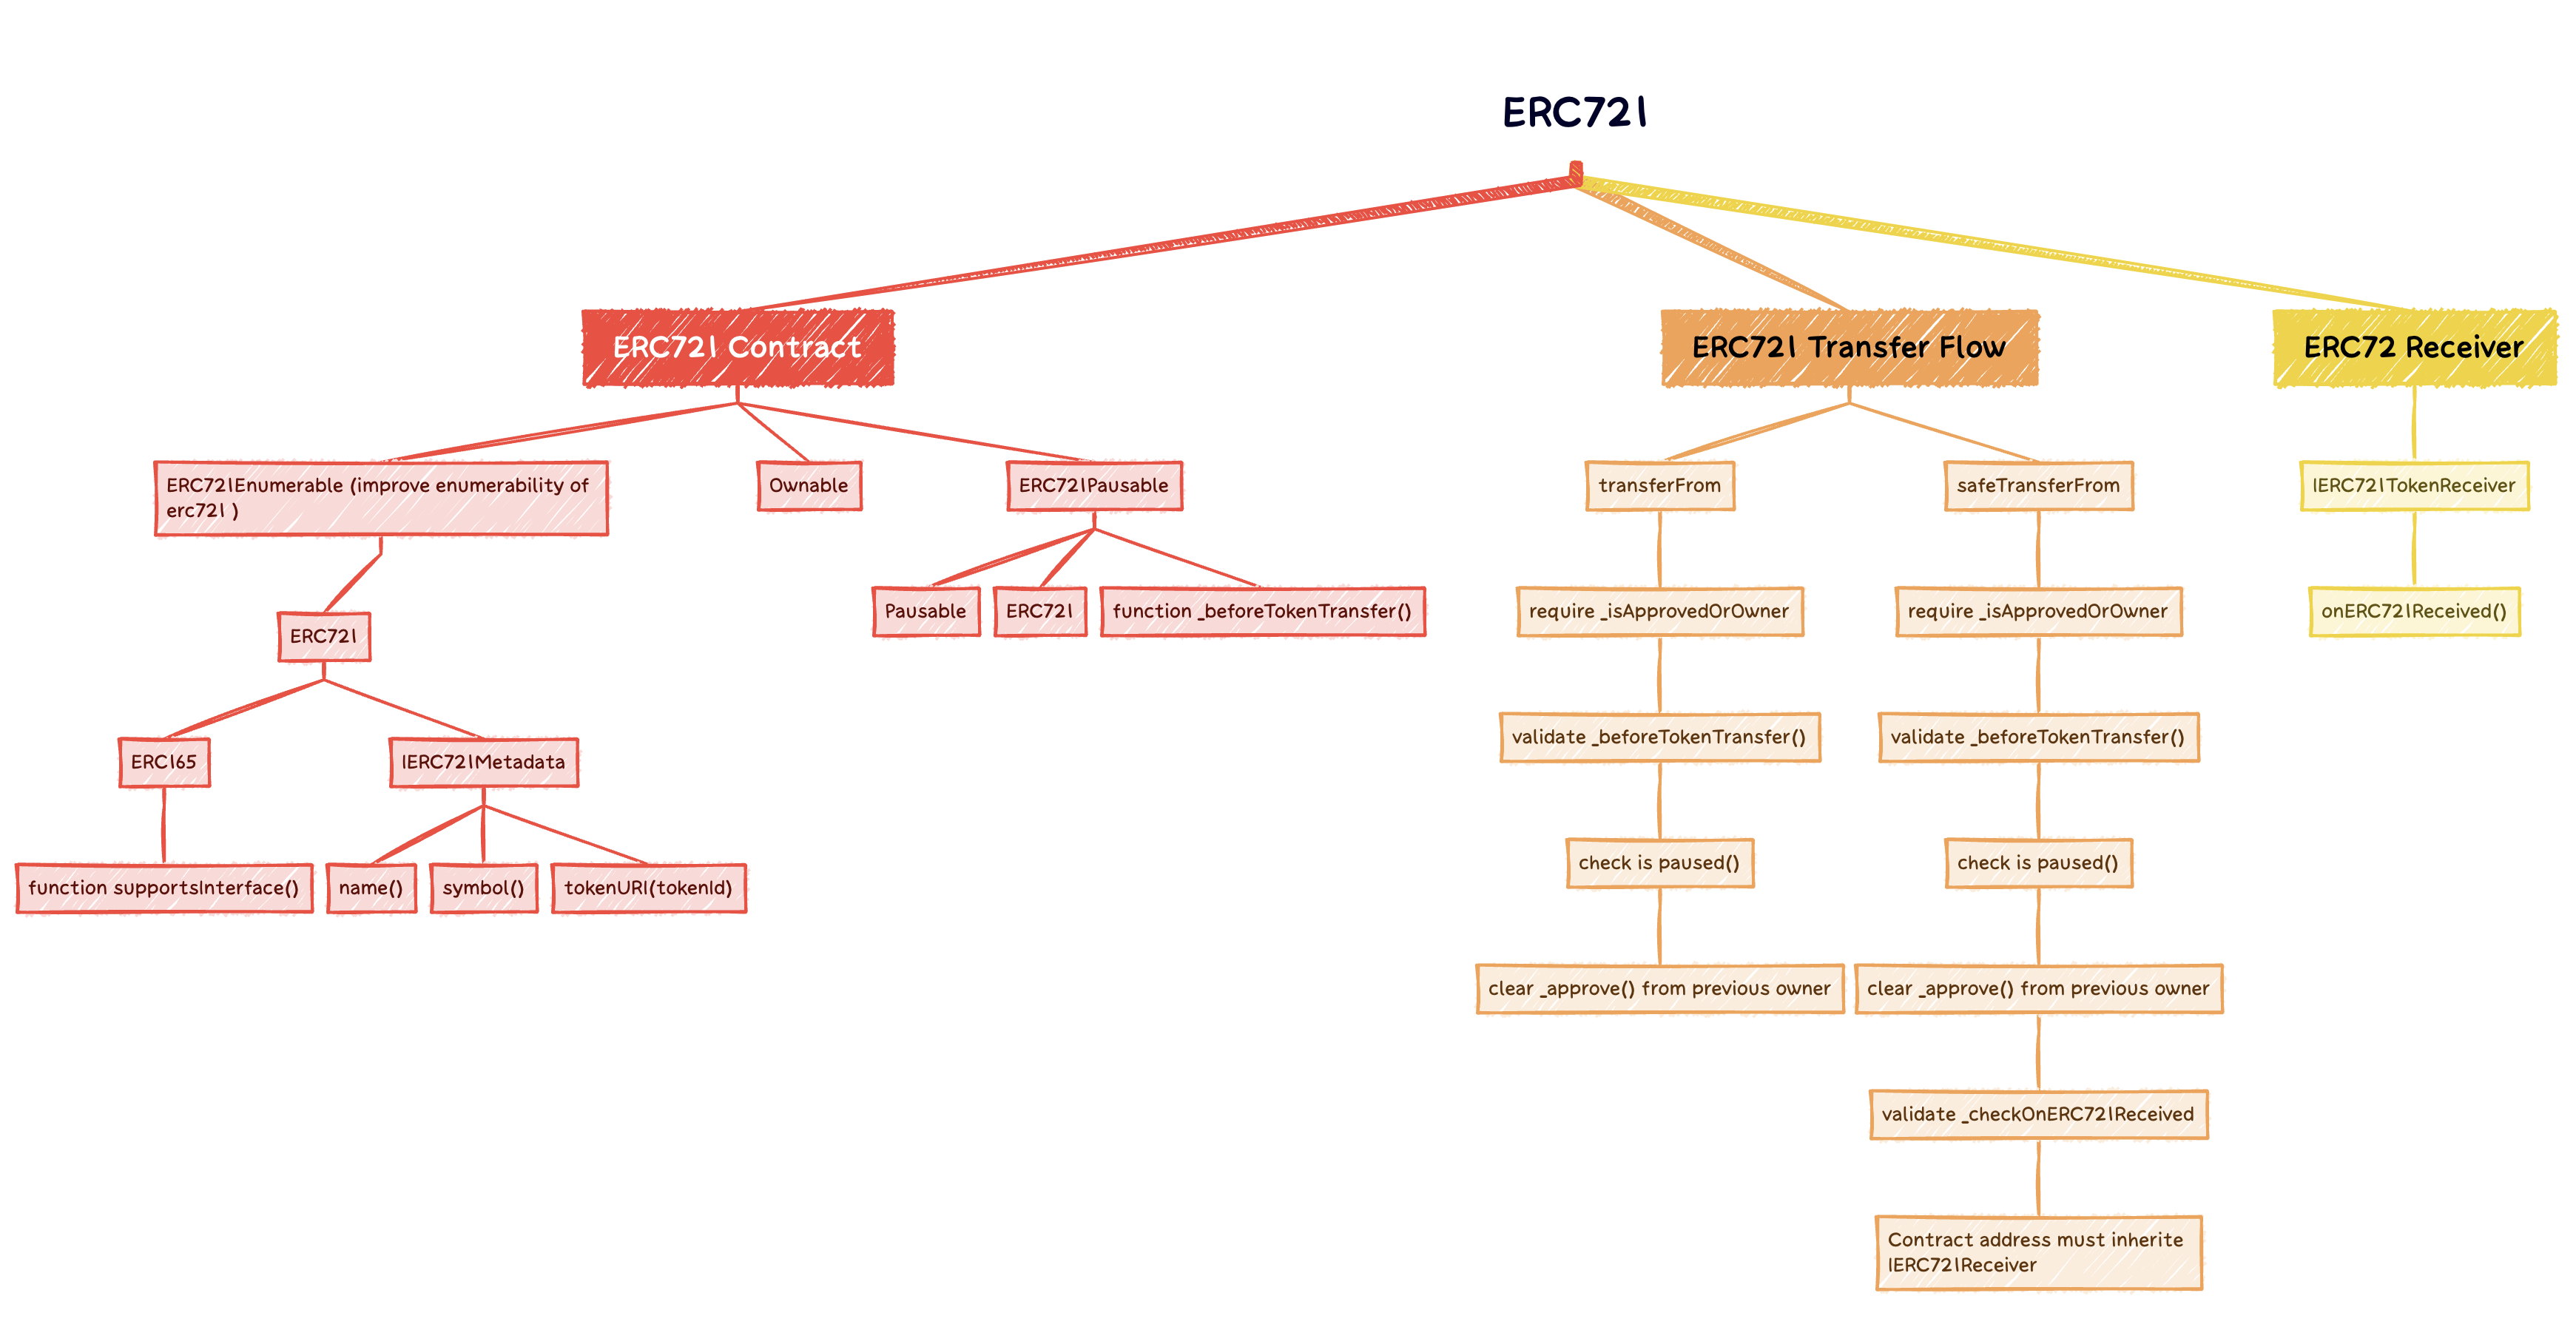 ERC721
ERC721 Contract
ERC721 Transfer Flow
ERC72 Receiver
ERC721Enumerable (improve enumerability of
erc721 )
Ownable
ERC721Pausable
transferFrom
safeTransferFrom
IERC721TokenReceiver
Pausable
ERC721
function _beforeTokenTransfer()
require _isApprovedOrOwner
require _isApprovedOrOwner
onERC721Received()
ERC721
validate _beforeTokenTransfer()
validate _beforeTokenTransfer()
ERC165
IERC721Metadata
check is paused()
check is paused()
function supportsInterface()
name()
symbol()
tokenURI(tokenId)
clear _approve() from previous owner
clear _approve() from previous owner
validate _checkOnERC721Received
Contract address must inherite
IERC721Receiver